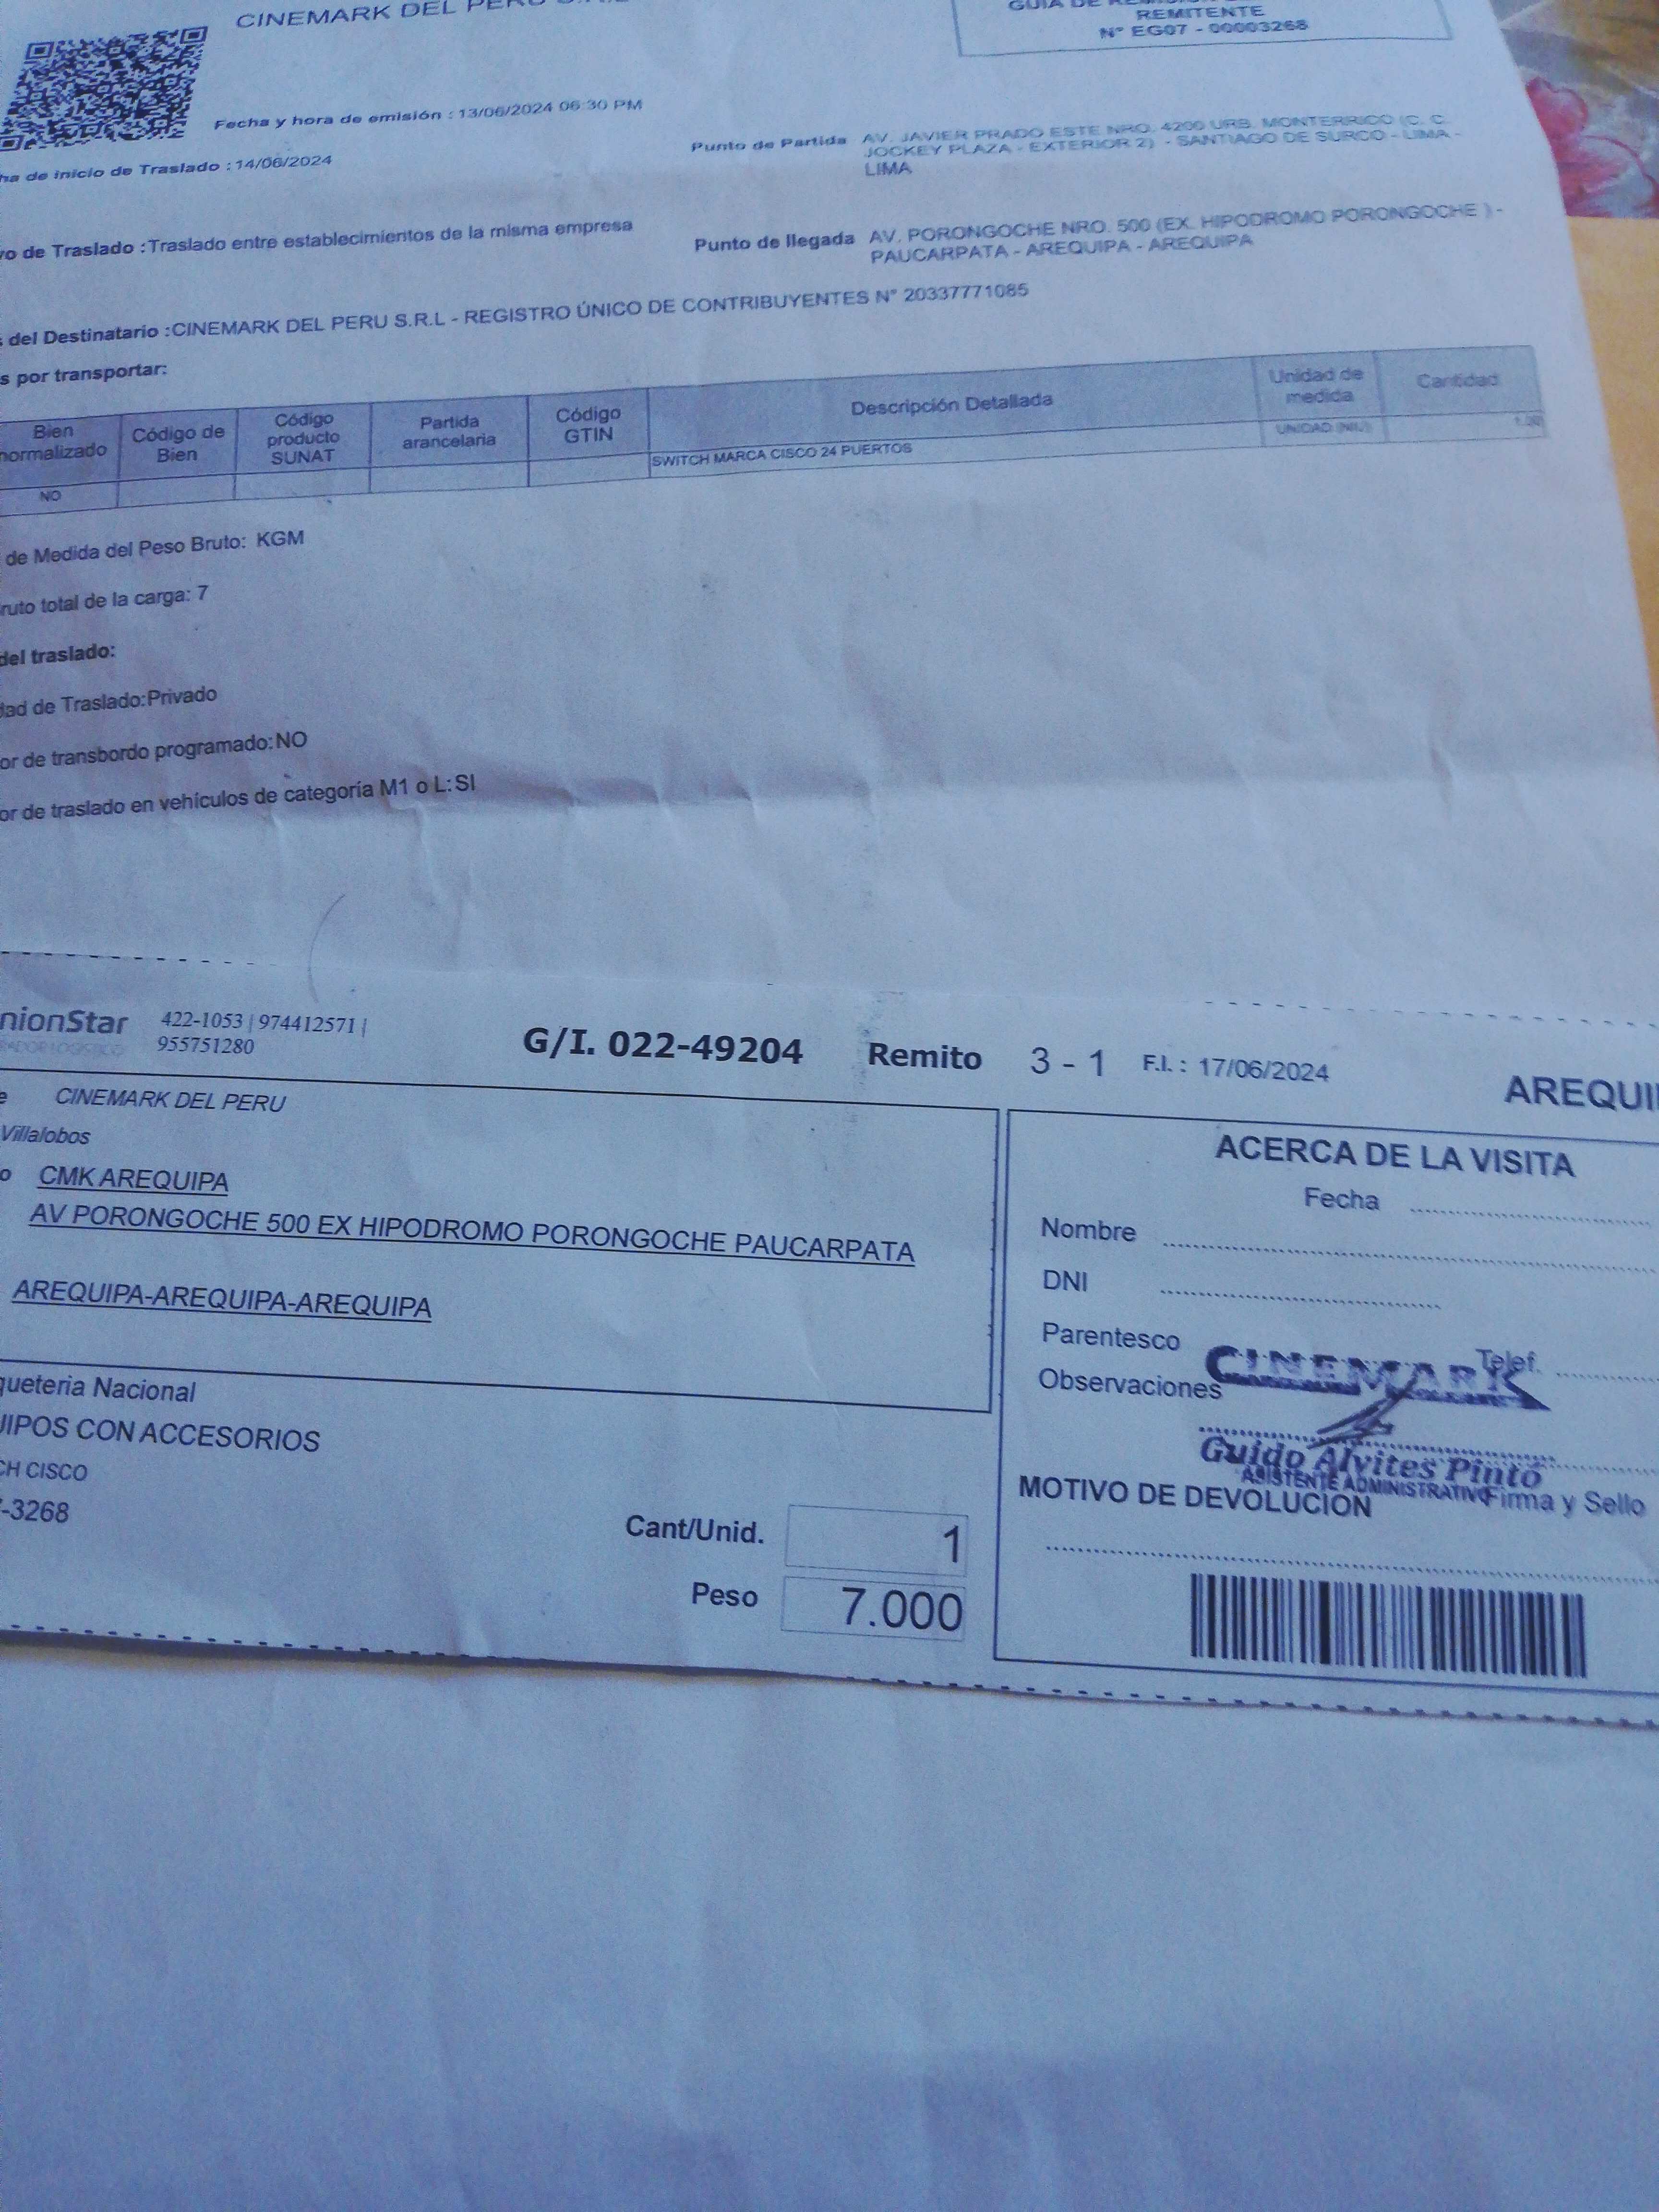 CINEMARK DEL PERU S.R.L
REMITENTE
N° EG07 - 00003268
Fecha y hora de emisión : 13/06/2024 06:30 PM
ha de inicio de Traslado : 14/06/2024
Punto de Partida AV. JAVIER PRADO ESTE NRO. 4200 URB. MONTERRICO (C. C.
JOCKEY PLAZA - EXTERIOR 2) - SANTIAGO DE SURCO - LIMA -
LIMA
vo de Traslado : Traslado entre establecimientos de la misma empresa
Punto de llegada AV. PORONGOCHE NRO. 500 (EX. HIPODROMO PORONGOCHE ) -
PAUCARPATA - AREQUIPA - AREQUIPA
s del Destinatario : CINEMARK DEL PERU S.R.L - REGISTRO ÚNICO DE CONTRIBUYENTES N° 20337771085
s por transportar:
Bien normalizado Código de Bien Código producto SUNAT Partida arancelaria Código GTIN Descripción Detallada Unidad de medida Cantidad
NO SWITCH MARCA CISCO 24 PUERTOS UNIDAD (NIU) 1.00
de Medida del Peso Bruto: KGM
ruto total de la carga: 7
del traslado:
dad de Traslado:Privado
or de transbordo programado:NO
or de traslado en vehículos de categoría M1 o L:SI
nionStar 422-1053 | 974412571 |
955751280
G/I. 022-49204 Remito 3 - 1 F.I. : 17/06/2024
AREQUI
e CINEMARK DEL PERU
Villalobos
o CMK AREQUIPA
AV PORONGOCHE 500 EX HIPODROMO PORONGOCHE PAUCARPATA
AREQUIPA-AREQUIPA-AREQUIPA
queteria Nacional
UIPOS CON ACCESORIOS
CH CISCO
-3268
Cant/Unid. 1
Peso 7.000
ACERCA DE LA VISITA
Fecha
Nombre
DNI
Parentesco
Telef.
Observaciones
CINEMARK
Guido Alvites Pinto
ASISTENTE ADMINISTRATIVO
Firma y Sello
MOTIVO DE DEVOLUCION